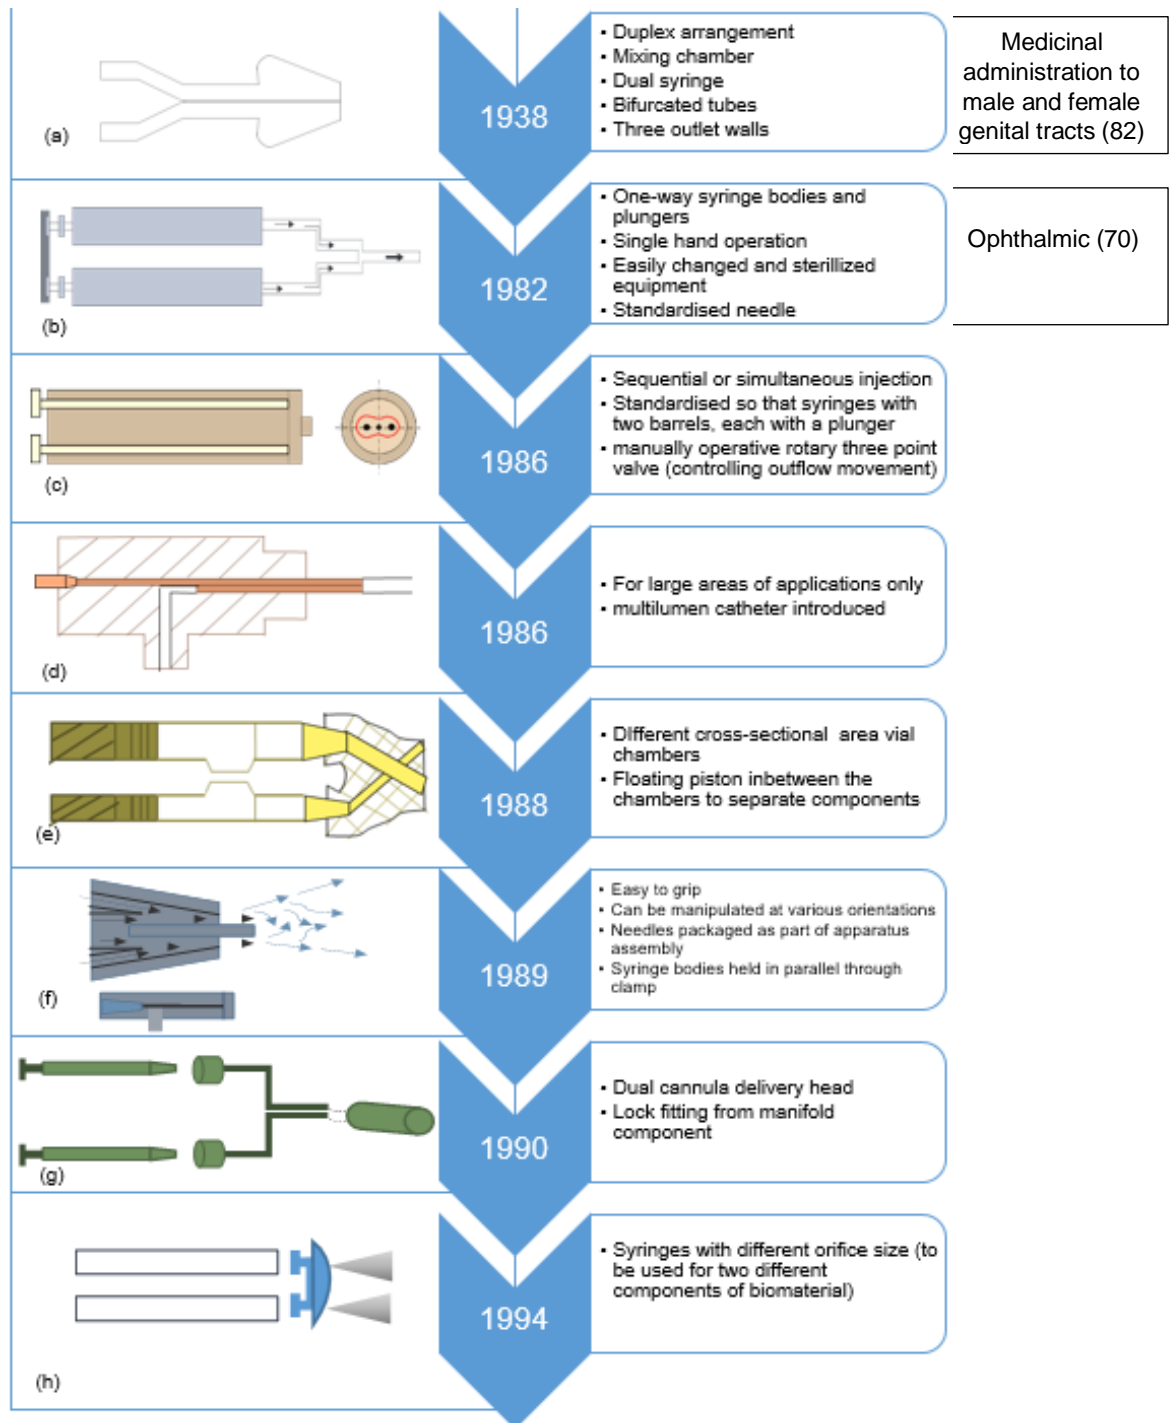 (a)
1938
▪ Duplex arrangement
▪ Mixing chamber
▪ Dual syringe
▪ Bifurcated tubes
▪ Three outlet walls
Medicinal
administration to
male and female
genital tracts (82)
(b)
1982
▪ One-way syringe bodies and
plungers
▪ Single hand operation
▪ Easily changed and sterillized
equipment
▪ Standardised needle
Ophthalmic (70)
(c)
1986
▪ Sequential or simultaneous injection
▪ Standardised so that syringes with
two barrels, each with a plunger
▪ manually operative rotary three point
valve (controlling outflow movement)
(d)
1986
▪ For large areas of applications only
▪ multilumen catheter introduced
(e)
1988
▪ DIfferent cross-sectional area vial
chambers
▪ Floating piston inbetween the
chambers to separate components
(f)
1989
▪ Easy to grip
▪ Can be manipulated at various orientations
▪ Needles packaged as part of apparatus
assembly
▪ Syringe bodies held in parallel through
clamp
(g)
1990
▪ Dual cannula delivery head
▪ Lock fitting from manifold
component
(h)
1994
▪ Syringes with different orifice size (to
be used for two different
components of biomaterial)